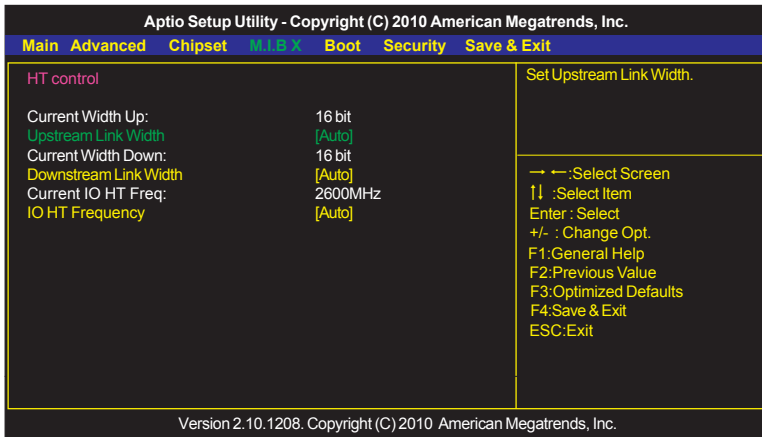 Aptio Setup Utility - Copyright (C) 2010 American Megatrends, Inc.
Main Advanced Chipset M.I.B X Boot Security Save & Exit
HT control
Current Width Up: 16 bit
Upstream Link Width [Auto]
Current Width Down: 16 bit
Downstream Link Width [Auto]
Current IO HT Freq: 2600MHz
IO HT Frequency [Auto]
Set Upstream Link Width.
→ ←:Select Screen
↑↓ :Select Item
Enter : Select
+/- : Change Opt.
F1:General Help
F2:Previous Value
F3:Optimized Defaults
F4:Save & Exit
ESC:Exit
Version 2.10.1208. Copyright (C) 2010 American Megatrends, Inc.